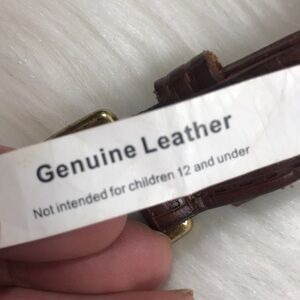 Genuine Leather
Not intended for children 12 and under